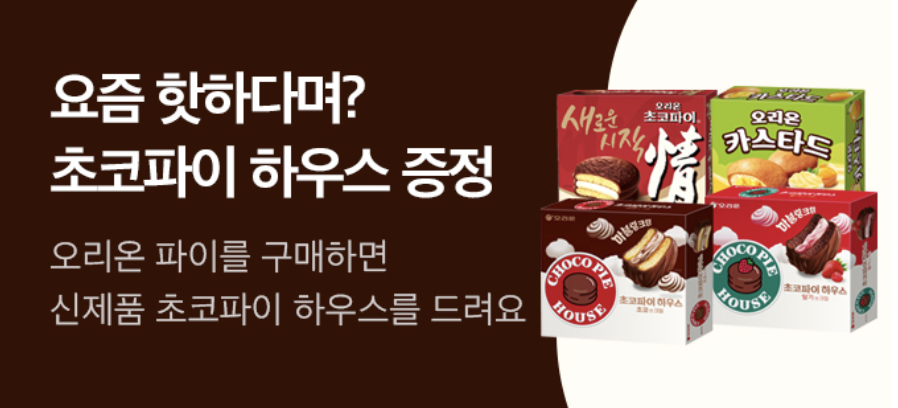 요즘 핫하다며?
초코파이 하우스 증정
오리온 파이를 구매하면
신제품 초코파이 하우스를 드려요
새로운
시작
오리온
초코파이
情
오리온
카스타드
오리온
마블링크림
CHOCO PIE
HOUSE
초코파이 하우스
마블링크림
CHOCO PIE
HOUSE
초코파이 하우스